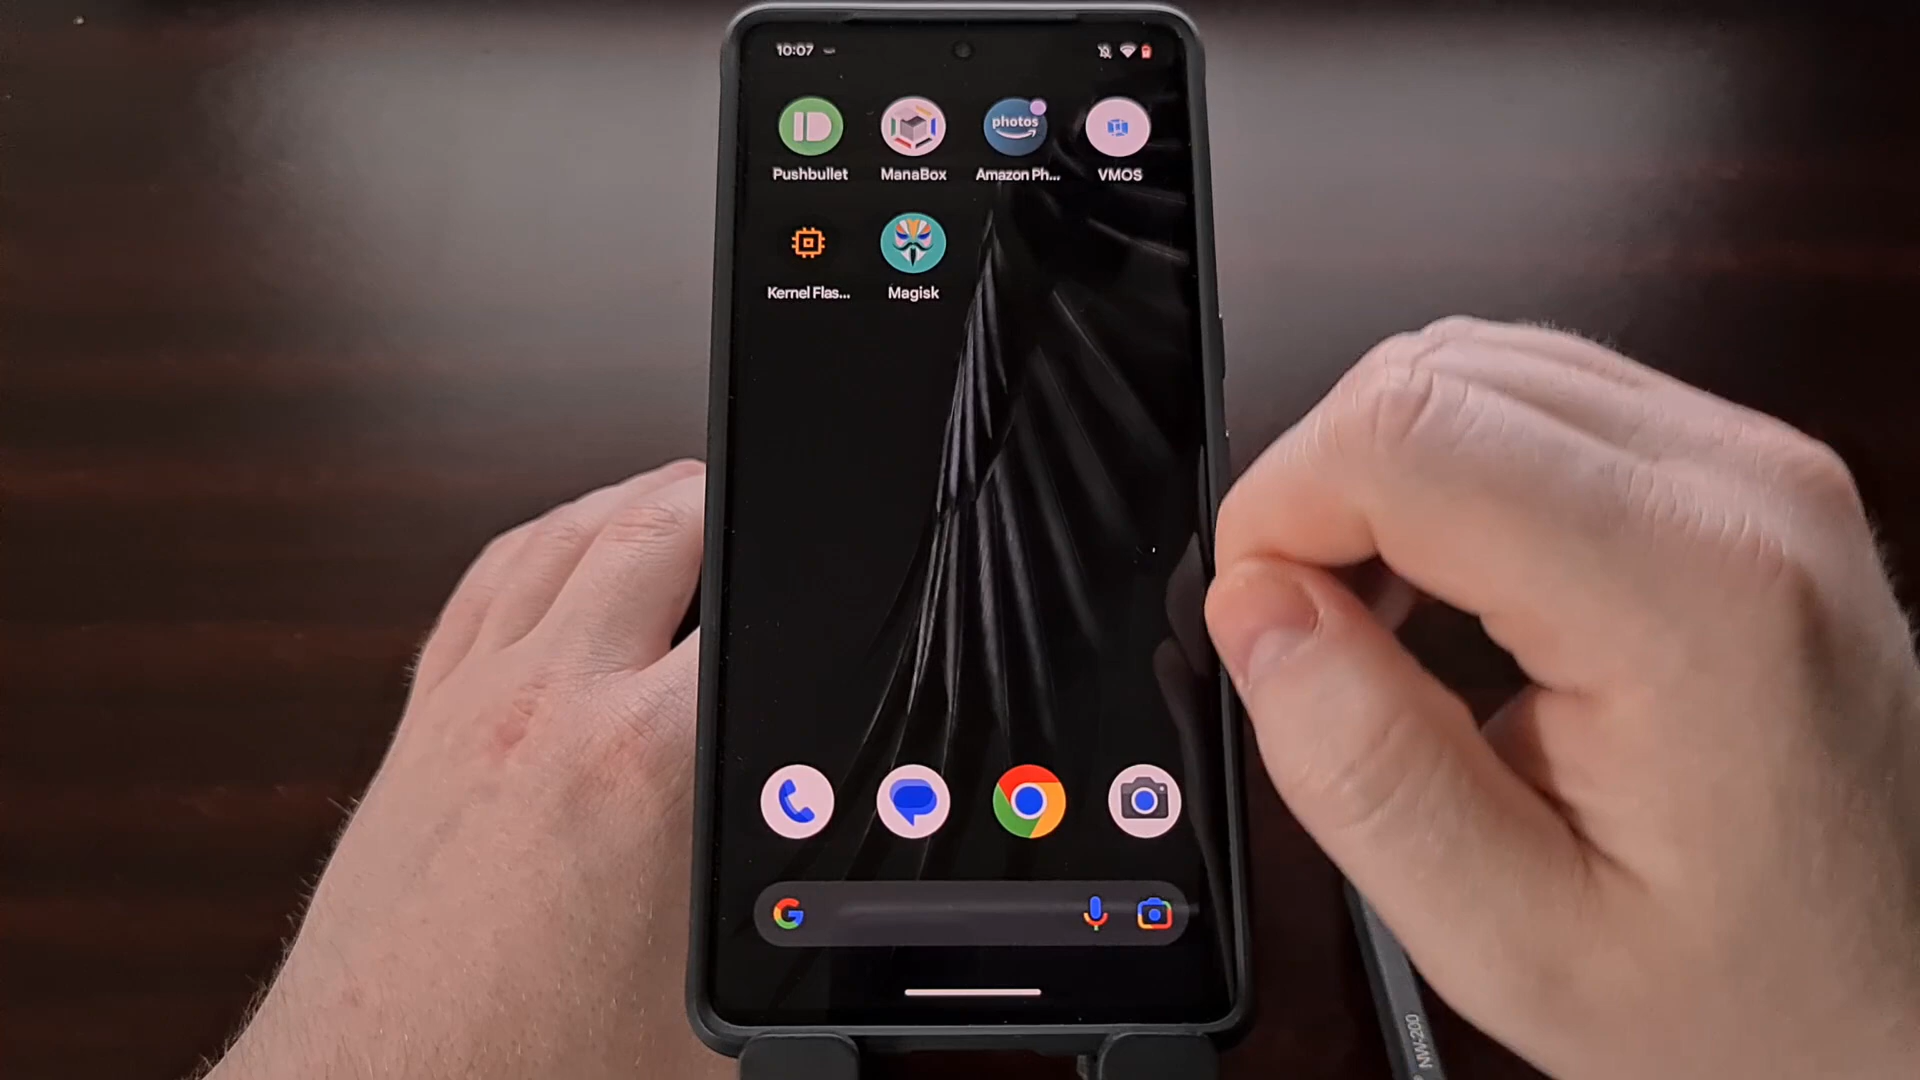 10:07
photos
Pushbullet
ManaBox
Amazon Ph...
VMOS
Kernel Flas...
Magisk
G
NW-200